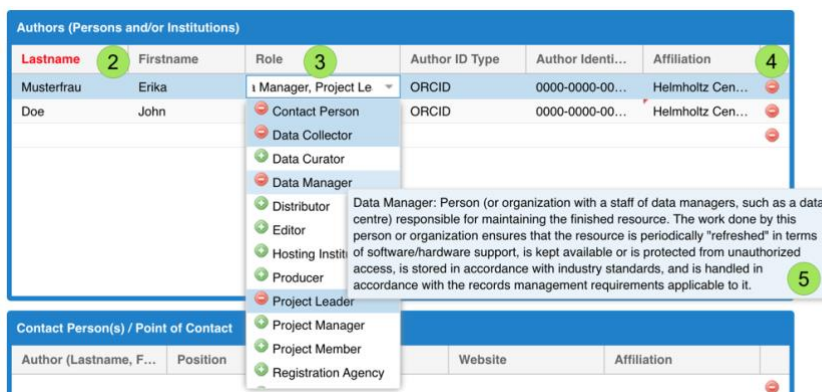 Authors (Persons and/or Institutions)
Lastname 2 Firstname Role 3 Author ID Type Author Identi... Affiliation 4
Musterfrau Erika Manager, Project Le ORCID 0000-0000-00... Helmholtz Cen...
Doe John ORCID 0000-0000-00... Helmholtz Cen...
Contact Person
Data Collector
Data Curator
Data Manager
Distributor
Editor
Hosting
Producer
Project Leader
Project Manager
Project Member
Registration Agency
Data Manager: Person (or organization with a staff of data managers, such as a data
centre) responsible for maintaining the finished resource. The work done by this
person or organization ensures that the resource is periodically "refreshed" in terms
of software/hardware support, is kept available or is protected from unauthorized
access, is stored in accordance with industry standards, and is handled in
accordance with the records management requirements applicable to it.
5
Contact Person(s) / Point of Contact
Author (Lastname, F... Position Website Affiliation